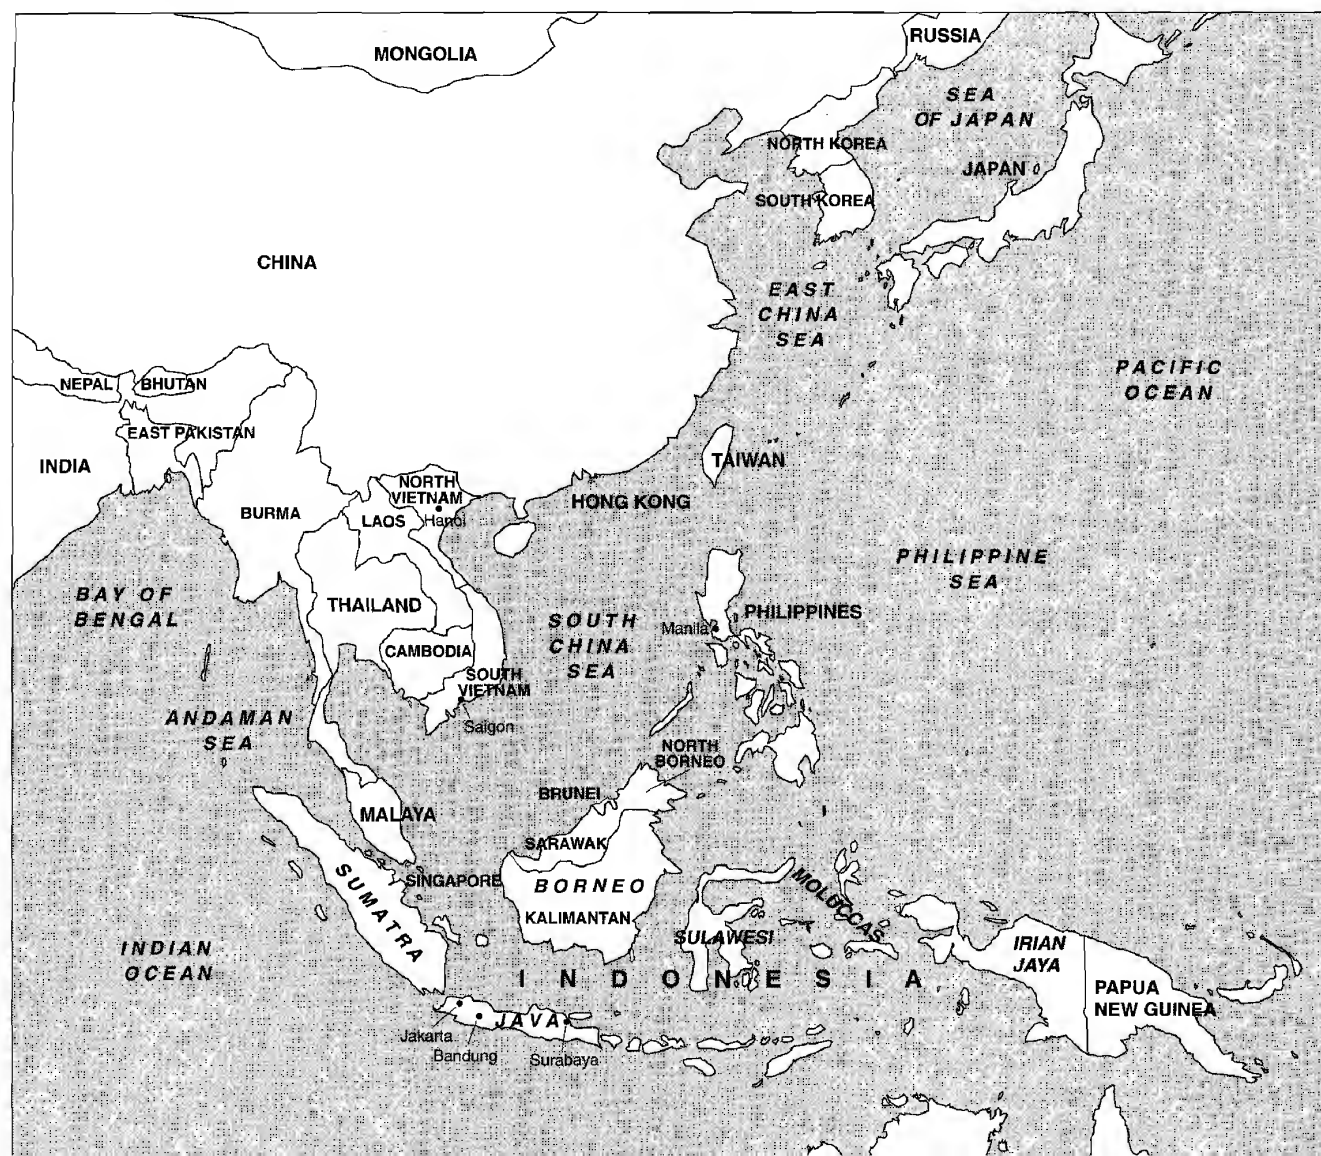 RUSSIA
MONGOLIA
SEA
OF JAPAN
NORTH KOREA
JAPAN
SOUTH KOREA
CHINA
EAST
CHINA
SEA
PACIFIC
OCEAN
NEPAL
BHUTAN
EAST PAKISTAN
INDIA
TAIWAN
NORTH
VIETNAM
HONG KONG
BURMA
LAOS
Hanoi
PHILIPPINE
SEA
BAY OF
BENGAL
THAILAND
SOUTH
CHINA
SEA
PHILIPPINES
Manila
CAMBODIA
SOUTH
VIETNAM
Saigon
ANDAMAN
SEA
NORTH
BORNEO
BRUNEI
MALAYA
SARAWAK
SINGAPORE
SUMATRA
BORNEO
KALIMANTAN
MOLUCCAS
SULAWESI
IRIAN
JAYA
INDIAN
OCEAN
INDONESIA
PAPUA
NEW GUINEA
JAVA
Jakarta
Bandung
Surabaya